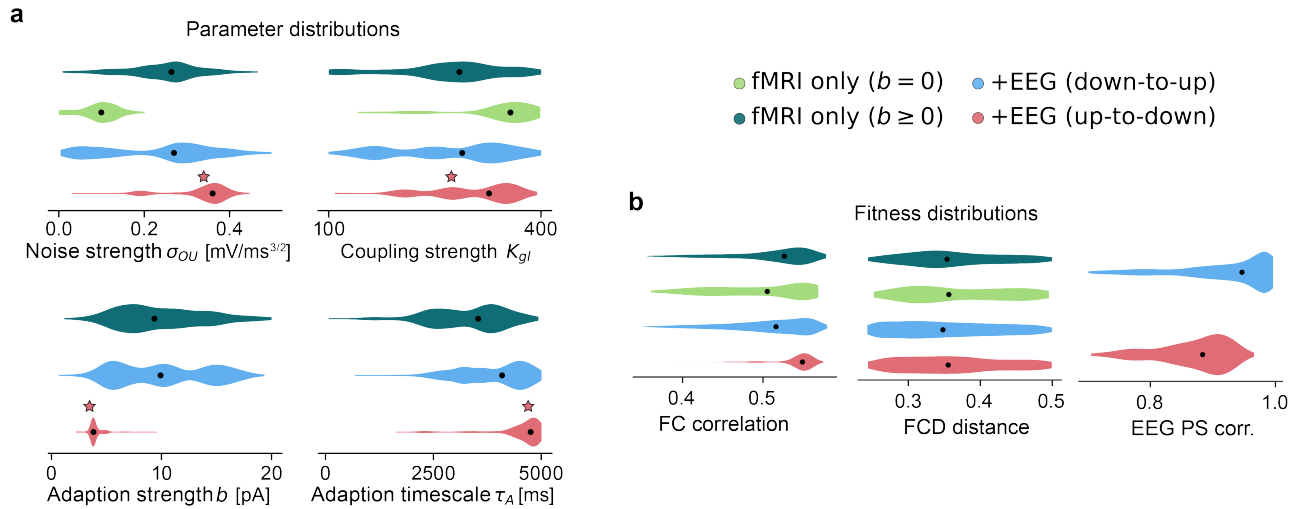 a
Parameter distributions
0.0 0.2 0.4
Noise strength σOU [mV/ms3/2]
100 400
Coupling strength Kgl
0 10 20
Adaption strength b [pA]
0 2500 5000
Adaption timescale τA [ms]
fMRI only (b = 0)
+EEG (down-to-up)
fMRI only (b ≥ 0)
+EEG (up-to-down)
b
Fitness distributions
0.4 0.5
FC correlation
0.3 0.4 0.5
FCD distance
0.8 1.0
EEG PS corr.